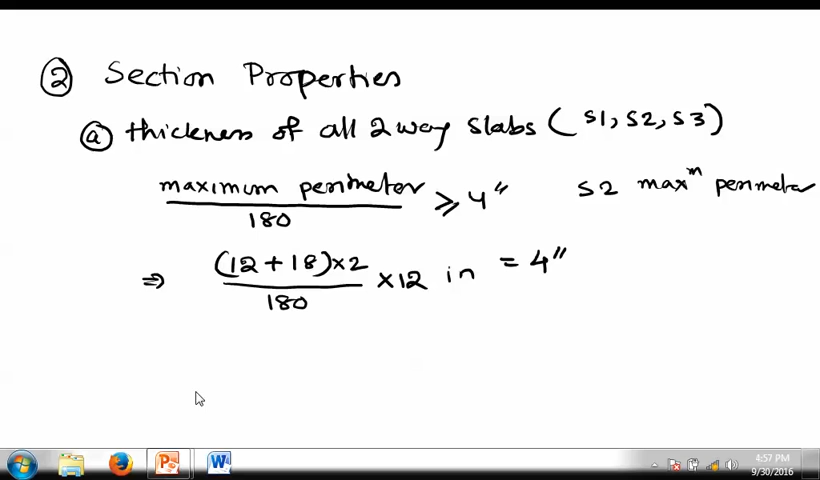 ② Section Properties
ⓐ thickness of all 2 way slabs (S1, S2, S3)
maximum perimeter / 180 ⩾ 4" S2 maxᵐ perimeter
⇒ (12 + 18)×2 / 180 ×12 in = 4"
4:57 PM
9/30/2016